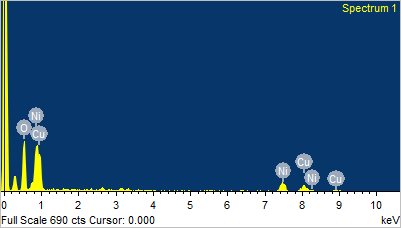 Spectrum 1
Ni
O
Cu
Ni
Cu
Ni
Cu
0 1 2 3 4 5 6 7 8 9 10
Full Scale 690 cts Cursor: 0.000 keV